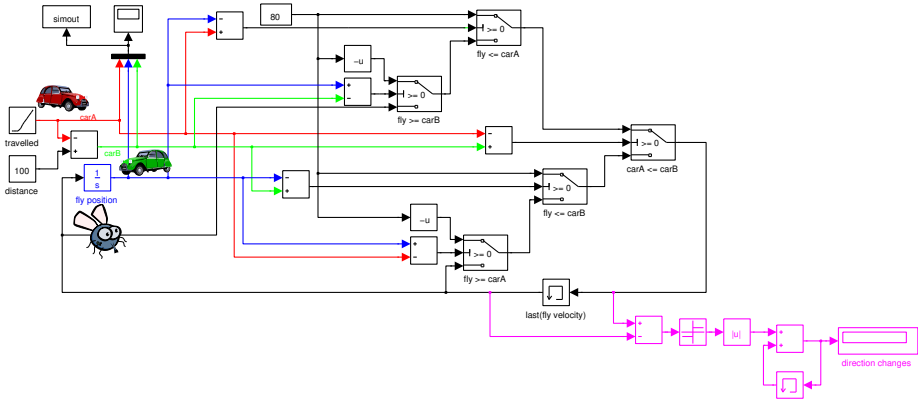 simout
80
>= 0
fly <= carA
−u
>= 0
fly >= carB
carA
travelled
carB
100
distance
1
s
fly position
>= 0
carA <= carB
>= 0
fly <= carB
−u
>= 0
fly >= carA
last(fly velocity)
|u|
direction changes